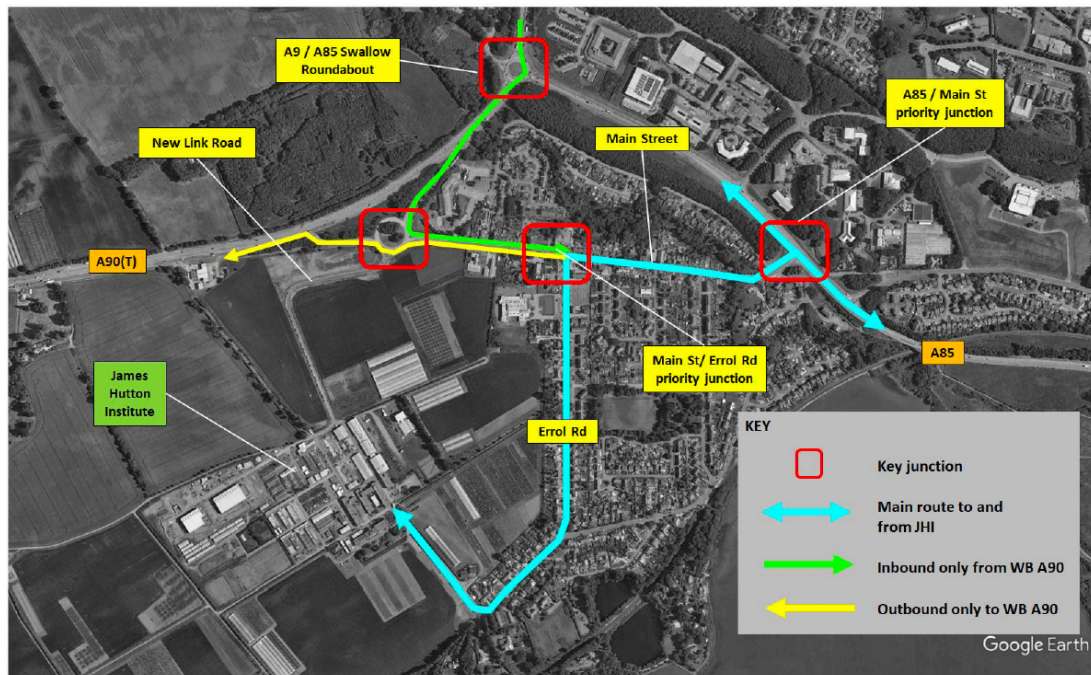 A9 / A85 Swallow
Roundabout
A85 / Main St
priority junction
New Link Road
Main Street
A90(T)
Main St/ Errol Rd
priority junction
A85
James
Hutton
Institute
Errol Rd
KEY
Key junction
Main route to and
from JHI
Inbound only from WB A90
Outbound only to WB A90
Google Earth